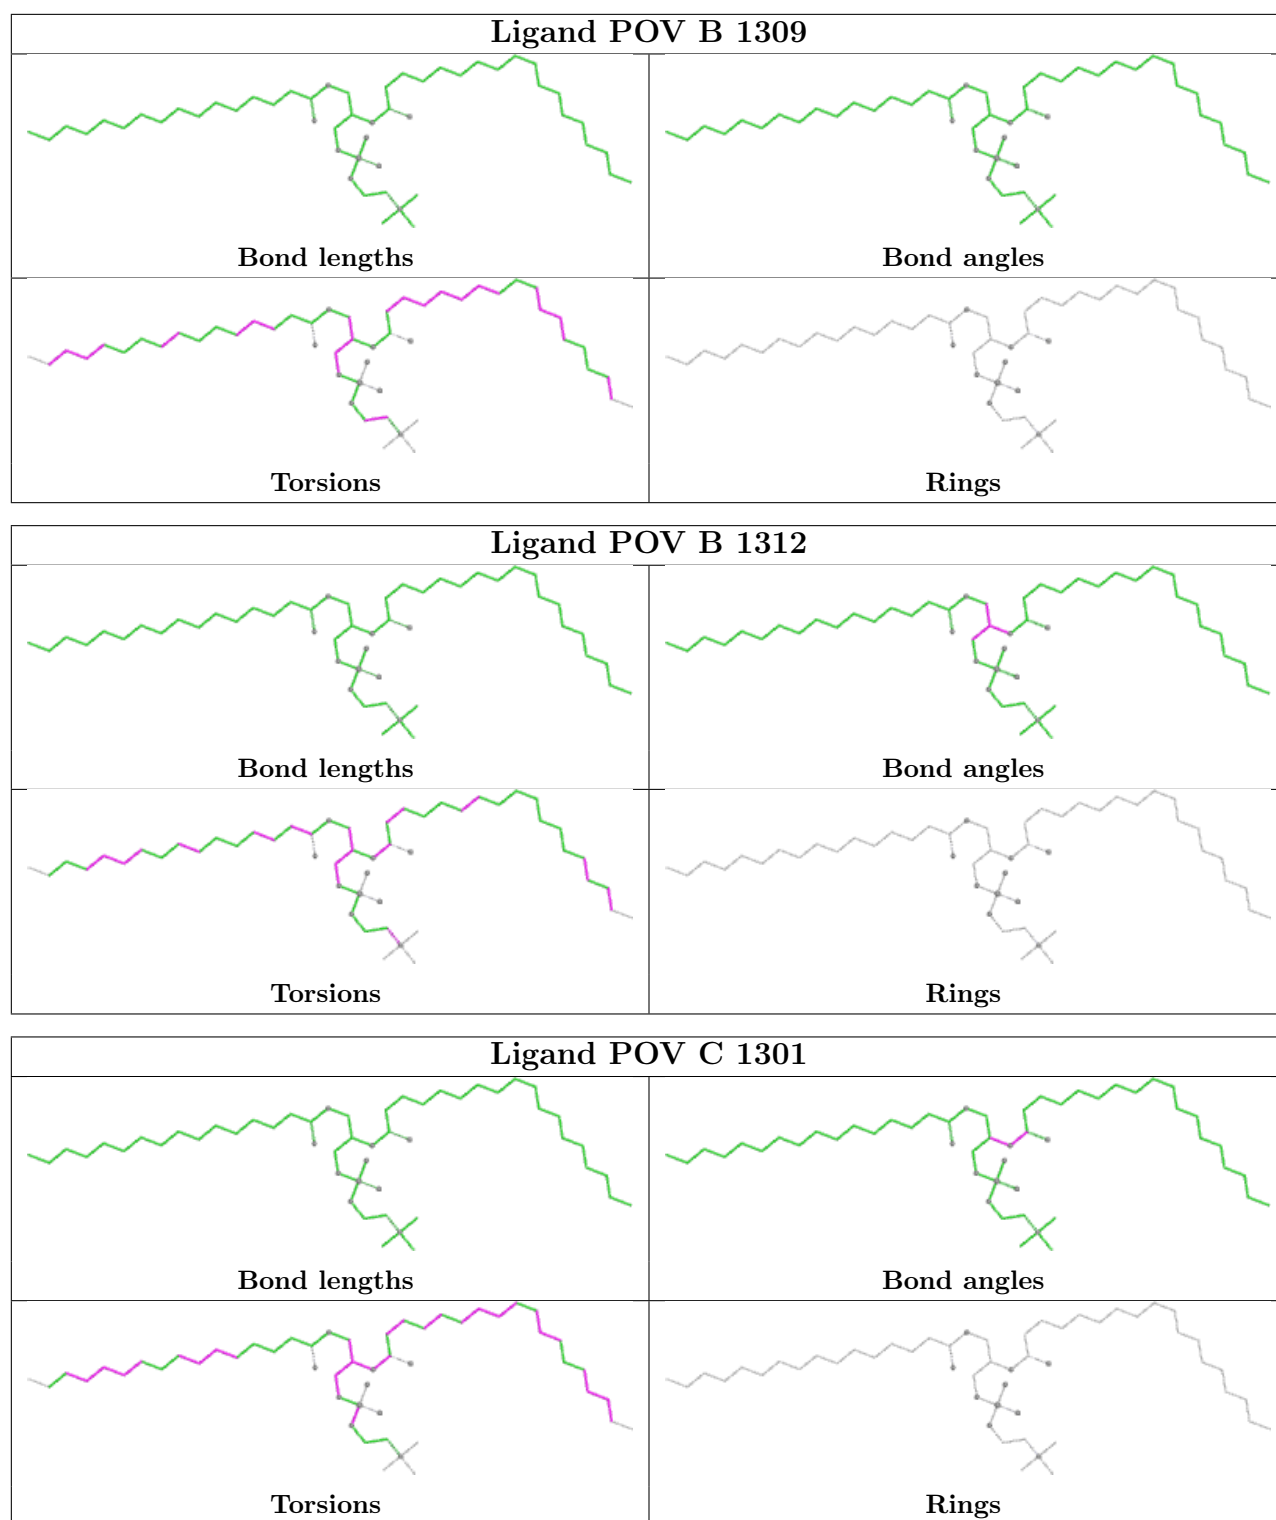 Ligand POV B 1309
Bond lengths
Bond angles
Torsions
Rings
Ligand POV B 1312
Bond lengths
Bond angles
Torsions
Rings
Ligand POV C 1301
Bond lengths
Bond angles
Torsions
Rings